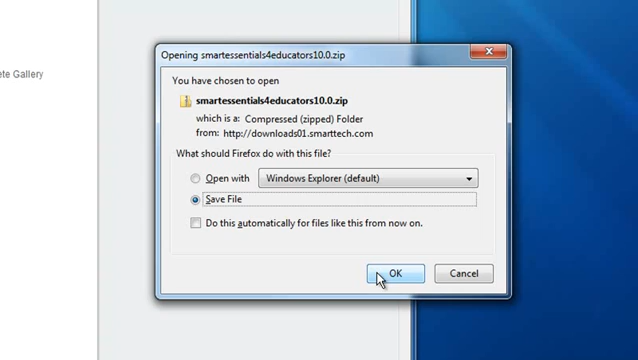 Opening smartessentials4educators10.0.zip
ete Gallery
You have chosen to open
smartessentials4educators10.0.zip
which is a: Compressed (zipped) Folder
from: http://downloads01.smarttech.com
What should Firefox do with this file?
Open with Windows Explorer (default)
Save File
Do this automatically for files like this from now on.
OK Cancel